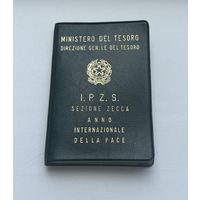 MINISTERO DEL TESORO
DIREZIONE GEN.LE DEL TESORO
I.P.Z.S.
SEZIONE ZECCA
ANNO
INTERNAZIONALE
DELLA PACE